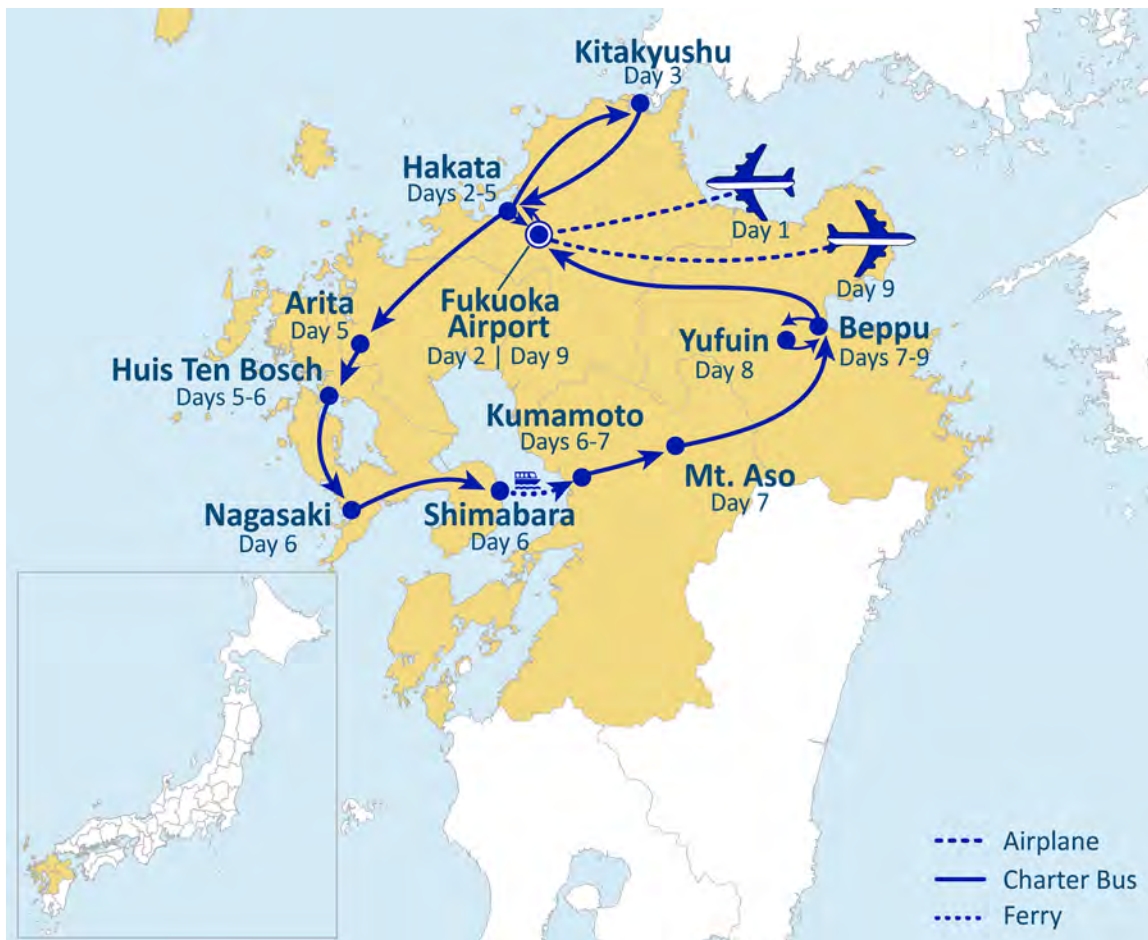 Kitakyushu
Day 3
Hakata
Days 2-5
Day 1
Day 9
Arita
Day 5
Fukuoka
Airport
Day 2 | Day 9
Yufuin
Day 8
Beppu
Days 7-9
Huis Ten Bosch
Days 5-6
Kumamoto
Days 6-7
Mt. Aso
Day 7
Nagasaki
Day 6
Shimabara
Day 6
Airplane
Charter Bus
Ferry